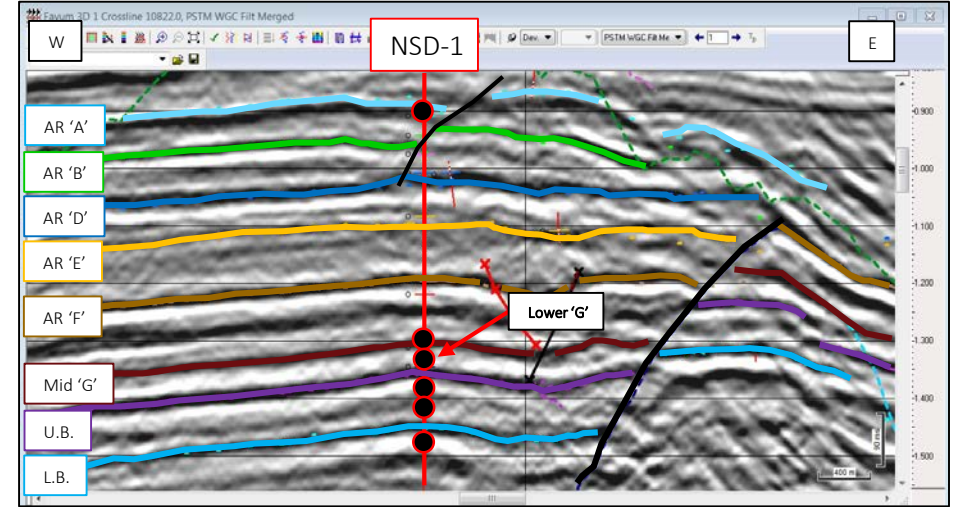 Fayum 3D 1 Crossline 10822.0, PSTM WGC Filt Merged
W
NSD-1
E
Dev.
PSTM WGC Filt Me
1
AR ‘A’
AR ‘B’
AR ‘D’
AR ‘E’
AR ‘F’
Mid ‘G’
U.B.
L.B.
Lower ‘G’
0.900
1.000
1.100
1.200
1.300
1.400
1.500
90 ms
400 m